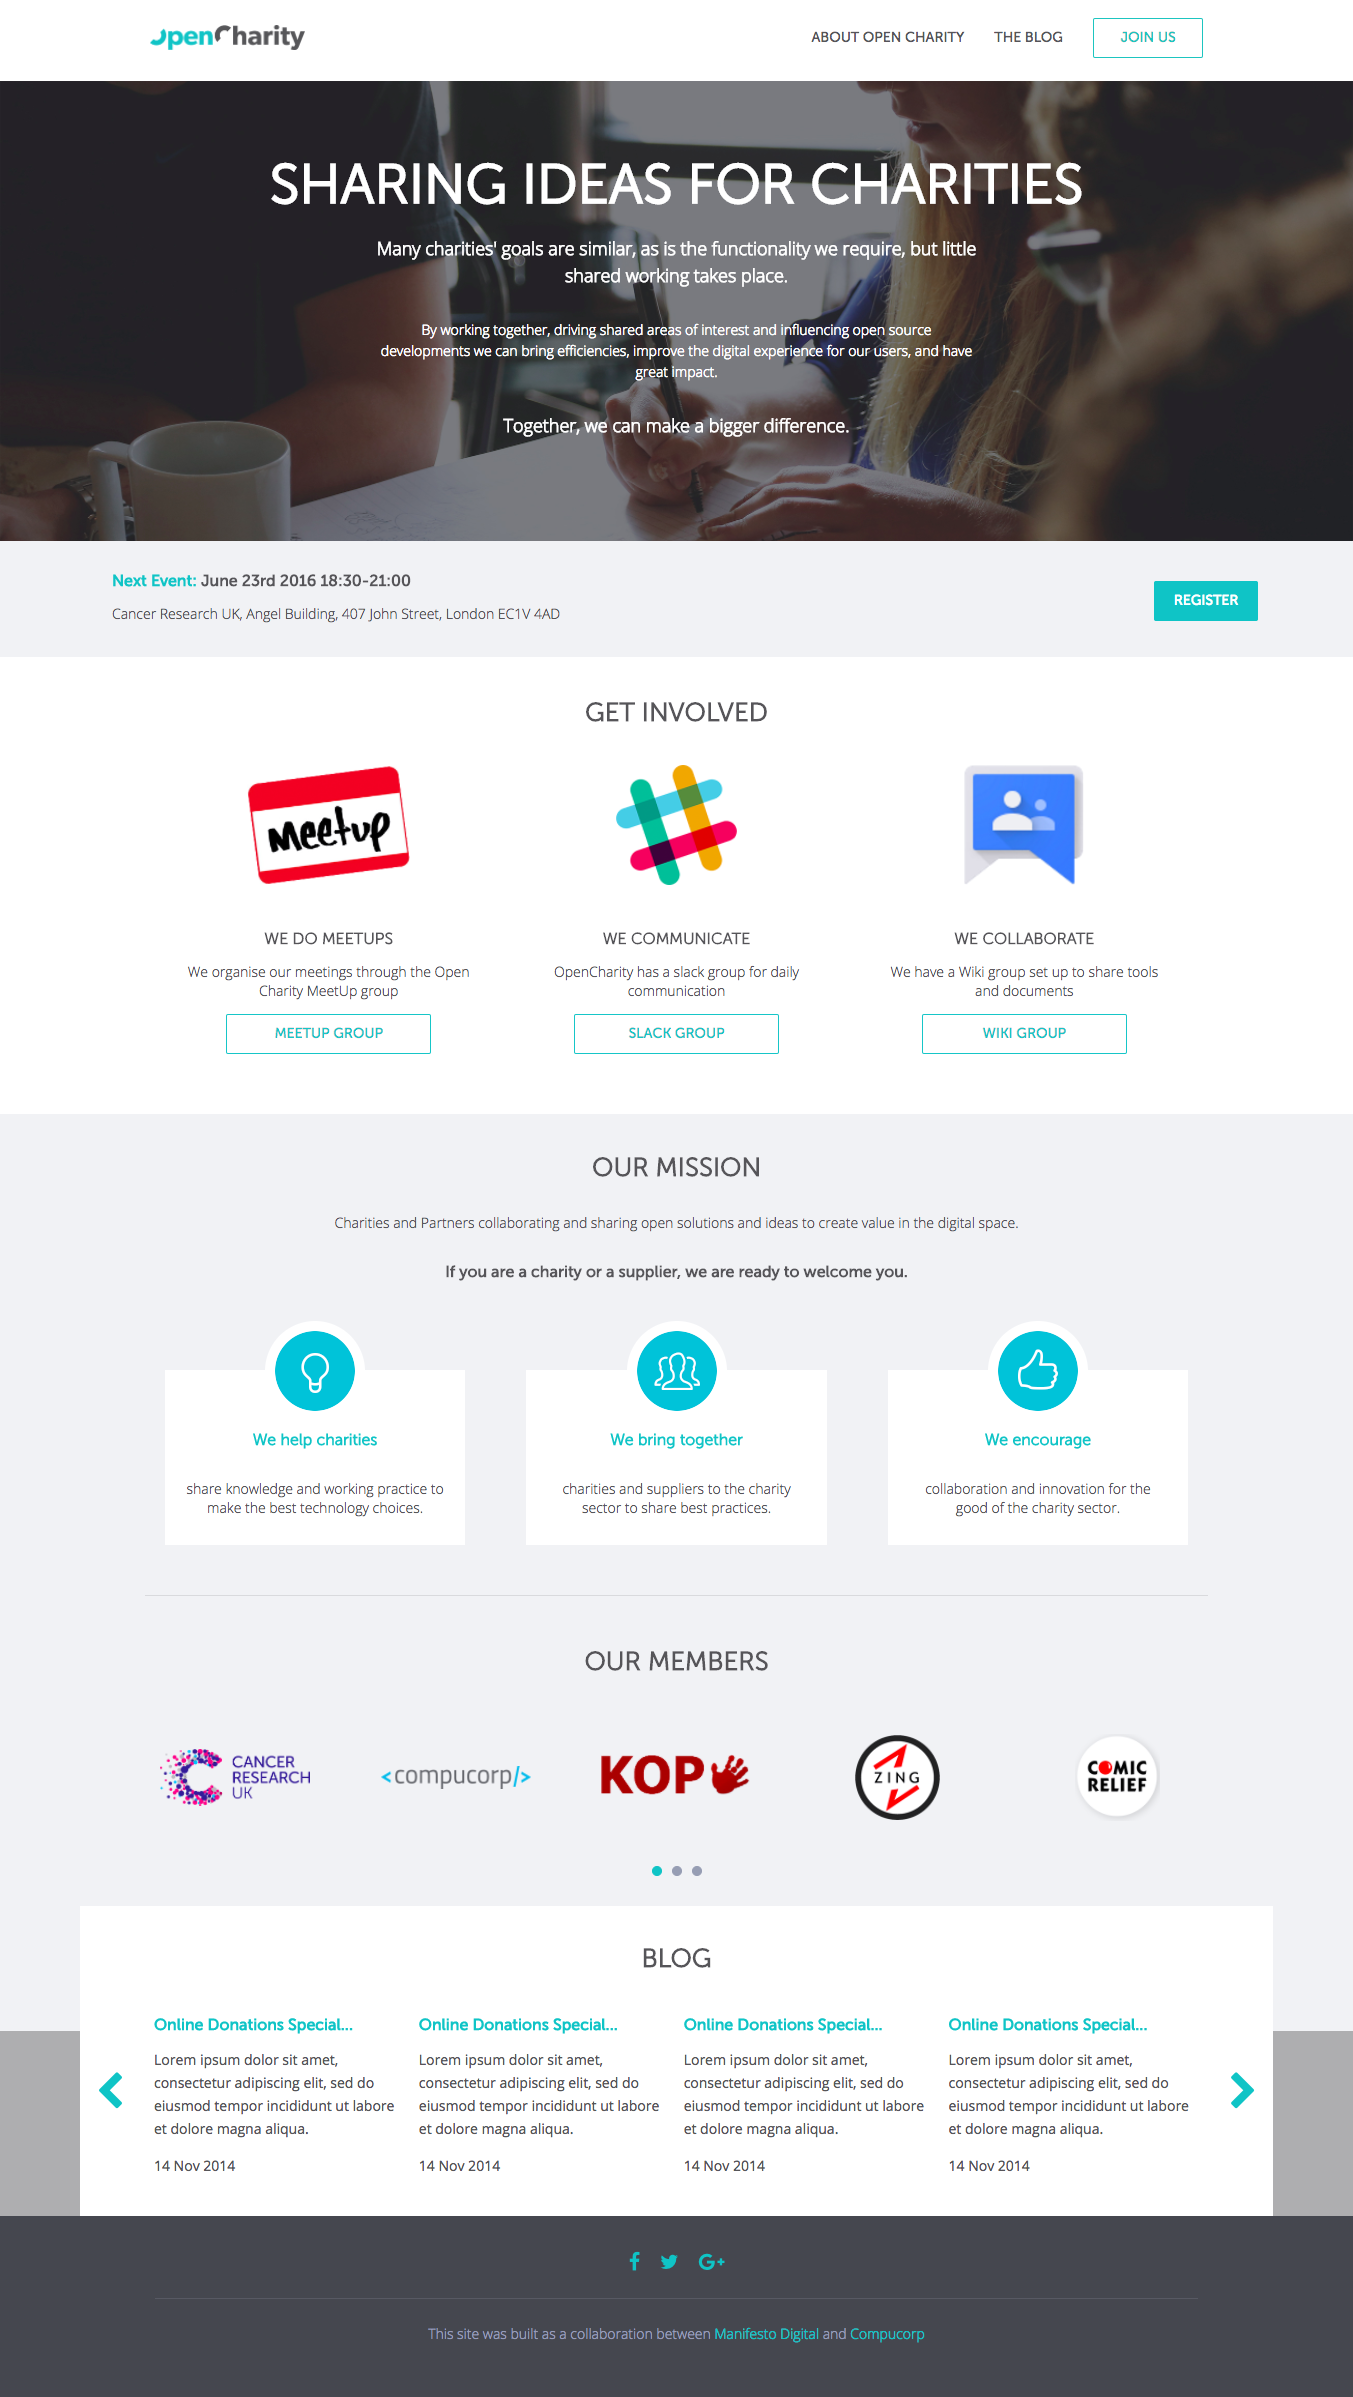 OpenCharity
ABOUT OPEN CHARITY
THE BLOG
JOIN US
SHARING IDEAS FOR CHARITIES
Many charities' goals are similar, as is the functionality we require, but little
shared working takes place.
By working together, driving shared areas of interest and influencing open source
developments we can bring efficiencies, improve the digital experience for our users, and have
great impact.
Together, we can make a bigger difference.
Next Event: June 23rd 2016 18:30-21:00
Cancer Research UK, Angel Building, 407 John Street, London EC1V 4AD
REGISTER
GET INVOLVED
Meetup
WE DO MEETUPS
We organise our meetings through the Open
Charity MeetUp group
MEETUP GROUP
WE COMMUNICATE
OpenCharity has a slack group for daily
communication
SLACK GROUP
WE COLLABORATE
We have a Wiki group set up to share tools
and documents
WIKI GROUP
OUR MISSION
Charities and Partners collaborating and sharing open solutions and ideas to create value in the digital space.
If you are a charity or a supplier, we are ready to welcome you.
We help charities
share knowledge and working practice to
make the best technology choices.
We bring together
charities and suppliers to the charity
sector to share best practices.
We encourage
collaboration and innovation for the
good of the charity sector.
OUR MEMBERS
CANCER
RESEARCH
UK
<compucorp/>
KOP
ZING
COMIC
RELIEF
BLOG
Online Donations Special...
Lorem ipsum dolor sit amet,
consectetur adipiscing elit, sed do
eiusmod tempor incididunt ut labore
et dolore magna aliqua.
14 Nov 2014
Online Donations Special...
Lorem ipsum dolor sit amet,
consectetur adipiscing elit, sed do
eiusmod tempor incididunt ut labore
et dolore magna aliqua.
14 Nov 2014
Online Donations Special...
Lorem ipsum dolor sit amet,
consectetur adipiscing elit, sed do
eiusmod tempor incididunt ut labore
et dolore magna aliqua.
14 Nov 2014
Online Donations Special...
Lorem ipsum dolor sit amet,
consectetur adipiscing elit, sed do
eiusmod tempor incididunt ut labore
et dolore magna aliqua.
14 Nov 2014
This site was built as a collaboration between Manifesto Digital and Compucorp